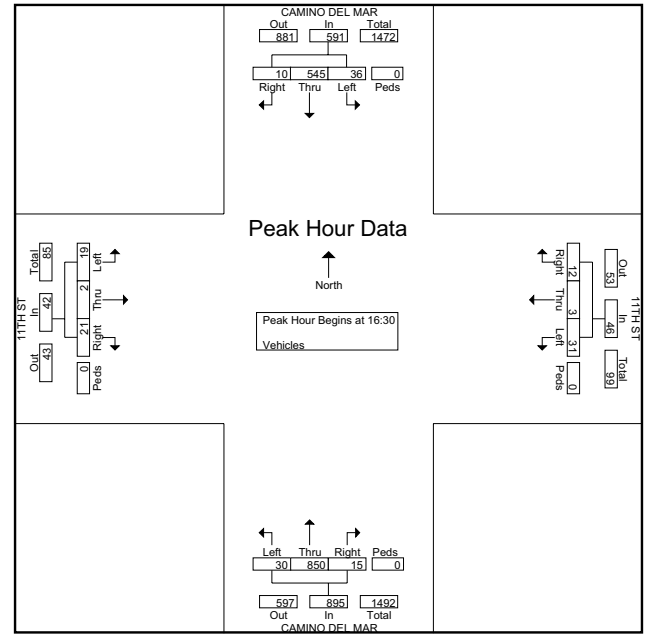 CAMINO DEL MAR
Out In Total
881 591 1472
10 545 36 0
Right Thru Left Peds
Peak Hour Data
North
Peak Hour Begins at 16:30
Vehicles
11TH ST
Out In Total
43 42 85
Left Thru Right Peds
19 2 21 0
11TH ST
Out In Total
53 46 99
Right Thru Left Peds
12 3 31 0
Left Thru Right Peds
30 850 15 0
597 895 1492
Out In Total
CAMINO DEL MAR